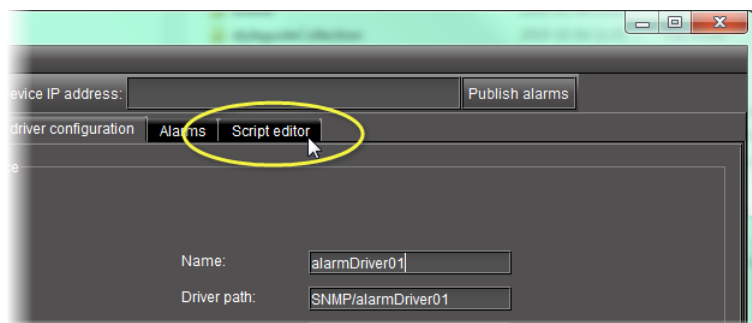 evice IP address: Publish alarms
driver configuration Alarms Script editor
Name: alarmDriver01
Driver path: SNMP/alarmDriver01